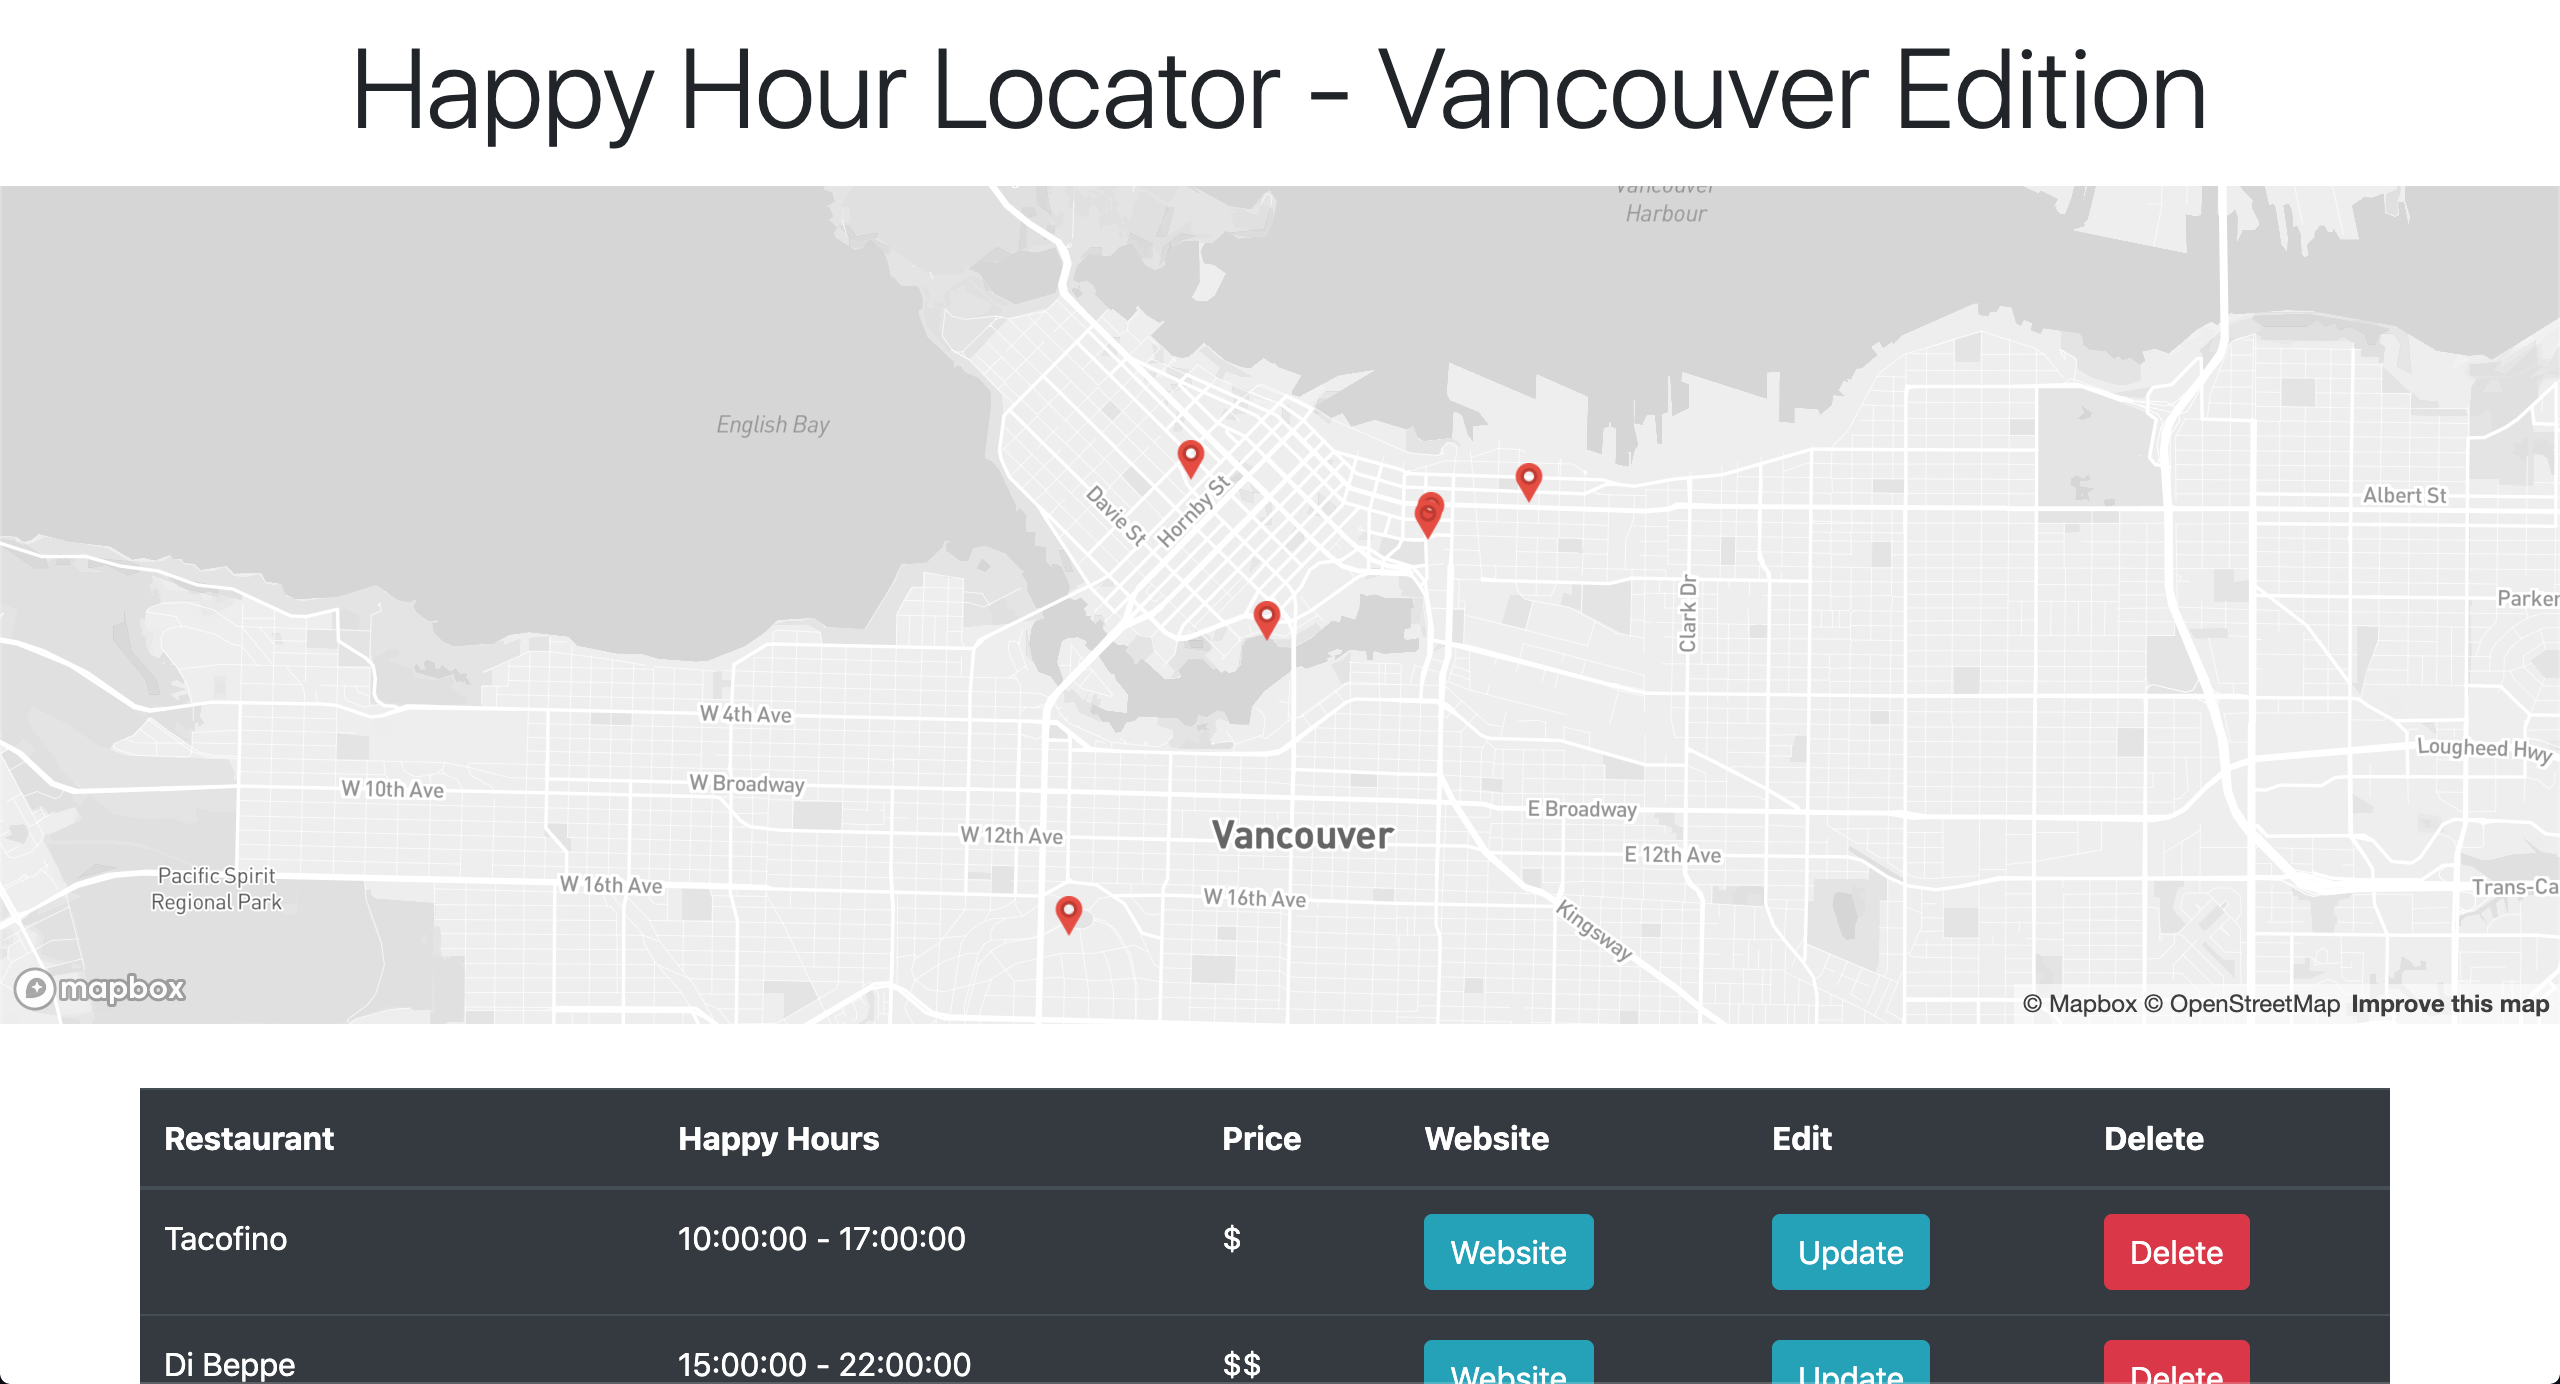 Happy Hour Locator - Vancouver Edition
Vancouver
Harbour
English Bay
Davie St
Hornby St
Albert St
Clark Dr
W 4th Ave
W Broadway
W 10th Ave
Lougheed Hwy
E Broadway
W 12th Ave
Vancouver
E 12th Ave
Pacific Spirit
Regional Park
W 16th Ave
W 16th Ave
Kingsway
Trans-Ca
Parker
mapbox
© Mapbox © OpenStreetMap Improve this map
Restaurant Happy Hours Price Website Edit Delete
Tacofino 10:00:00 - 17:00:00 $ Website Update Delete
Di Beppe 15:00:00 - 22:00:00 $$ Website Update Delete